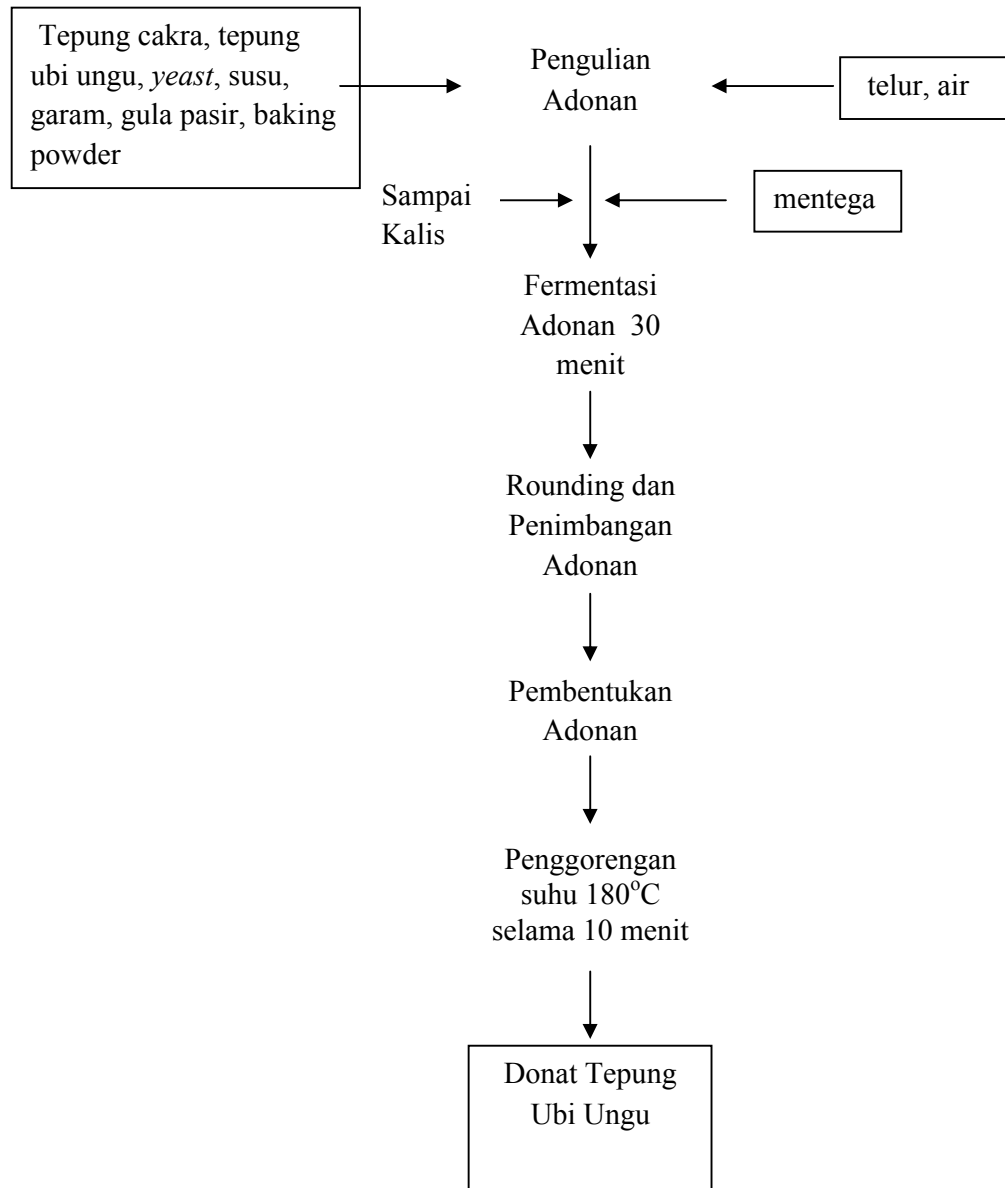 Tepung cakra, tepung
ubi ungu, yeast, susu,
garam, gula pasir, baking
powder
Pengulian
Adonan
telur, air
Sampai
Kalis
mentega
Fermentasi
Adonan 30
menit
Rounding dan
Penimbangan
Adonan
Pembentukan
Adonan
Penggorengan
suhu 180°C
selama 10 menit
Donat Tepung
Ubi Ungu